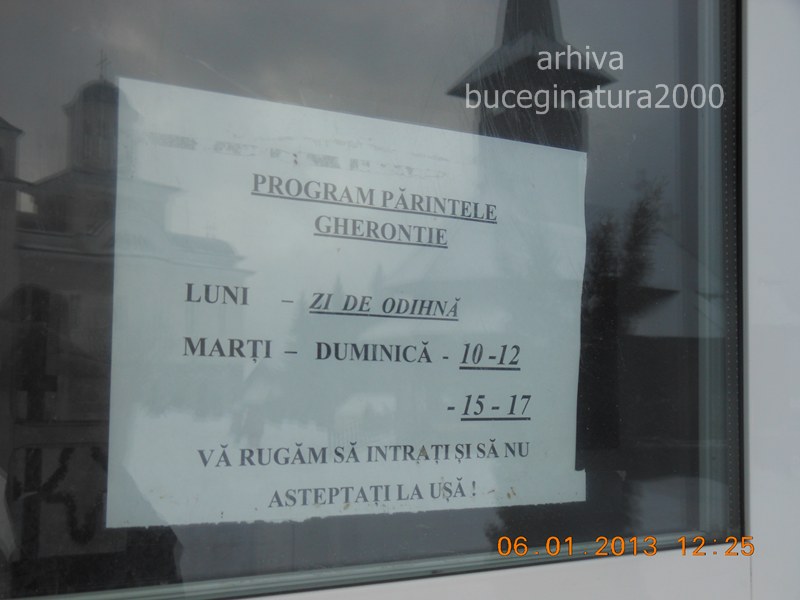 arhiva
buceginatura2000
PROGRAM PĂRINTELE
GHERONTIE
LUNI – ZI DE ODIHNĂ
MARȚI – DUMINICĂ - 10 -12
- 15 - 17
VĂ RUGĂM SĂ INTRAȚI ȘI SĂ NU
ASTEPTAȚI LA UȘĂ !
06.01.2013 12:25